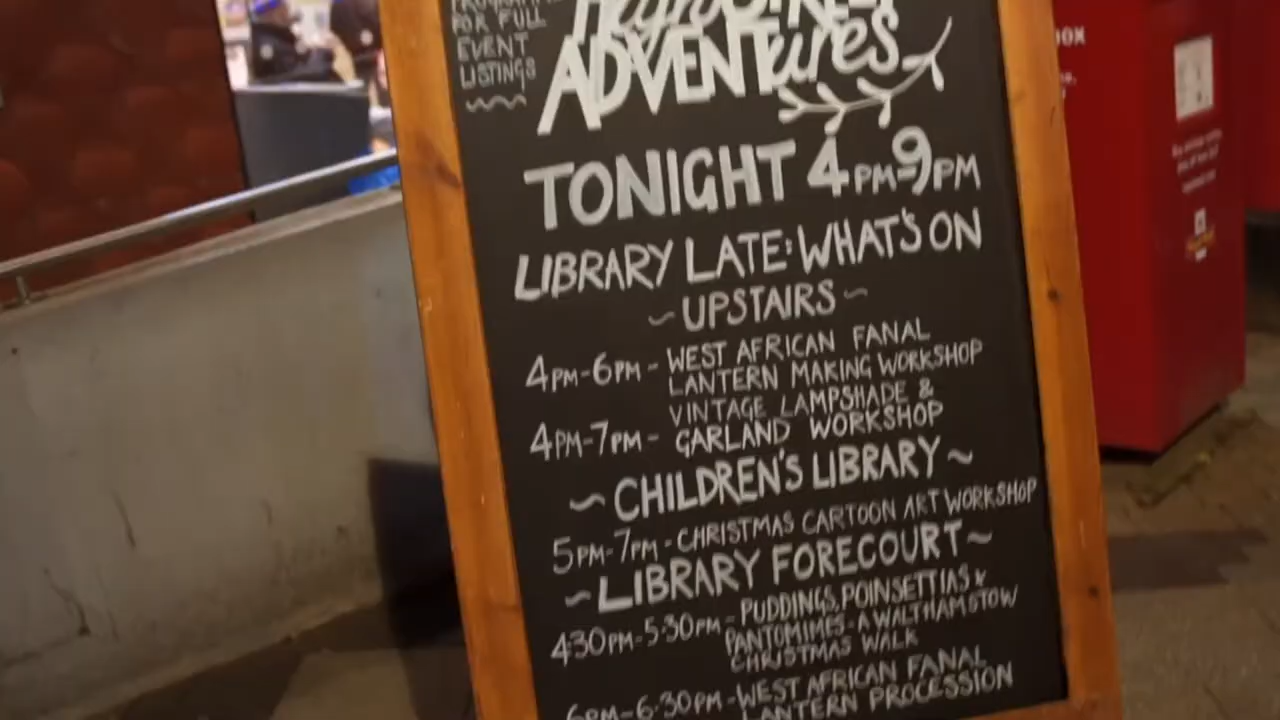 FOR FULL
EVENT
LISTINGS
High STREET
ADVENTures
TONIGHT 4PM-9PM
LIBRARY LATE: WHAT'S ON
~UPSTAIRS~
4PM-6PM - WEST AFRICAN FANAL
LANTERN MAKING WORKSHOP
4PM-7PM - VINTAGE LAMPSHADE &
GARLAND WORKSHOP
~CHILDREN'S LIBRARY~
5PM-7PM - CHRISTMAS CARTOON ART WORKSHOP
~LIBRARY FORECOURT~
4:30PM-5:30PM - PUDDINGS, POINSETTIAS &
PANTOMIMES - A WALTHAMSTOW
CHRISTMAS WALK
6PM-6:30PM - WEST AFRICAN FANAL
LANTERN PROCESSION